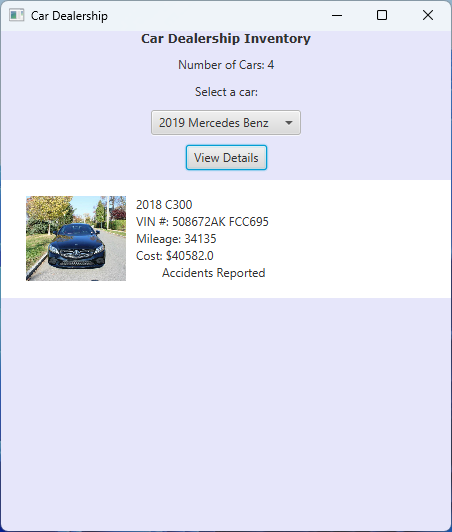 Car Dealership
Car Dealership Inventory
Number of Cars: 4
Select a car:
2019 Mercedes Benz
View Details
2018 C300
VIN #: 508672AK FCC695
Mileage: 34135
Cost: $40582.0
Accidents Reported